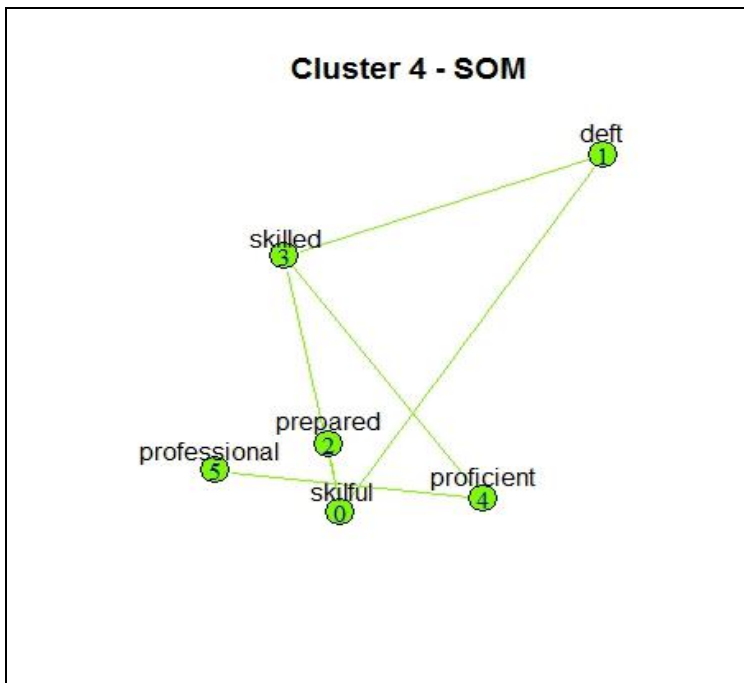 Cluster 4 - SOM
deft
1
skilled
3
prepared
2
professional
5
proficient
4
skilful
0